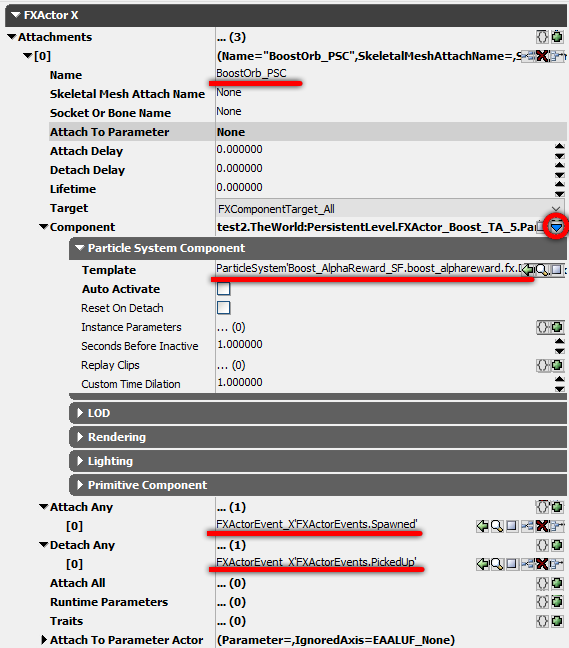 FXActor X
Attachments ... (3)
[0] (Name="BoostOrb_PSC",SkeletalMeshAttachName=,S
Name BoostOrb_PSC
Skeletal Mesh Attach Name None
Socket Or Bone Name None
Attach To Parameter None
Attach Delay 0.000000
Detach Delay 0.000000
Lifetime 0.000000
Target FXComponentTarget_All
Component test2.TheWorld:PersistentLevel.FXActor_Boost_TA_5.Pa
Particle System Component
Template ParticleSystem'Boost_AlphaReward_SF.boost_alphareward.fx.
Auto Activate
Reset On Detach
Instance Parameters ... (0)
Seconds Before Inactive 1.000000
Replay Clips ... (0)
Custom Time Dilation 1.000000
LOD
Rendering
Lighting
Primitive Component
Attach Any ... (1)
[0] FXActorEvent_X'FXActorEvents.Spawned'
Detach Any ... (1)
[0] FXActorEvent_X'FXActorEvents.PickedUp'
Attach All ... (0)
Runtime Parameters ... (0)
Traits ... (0)
Attach To Parameter Actor (Parameter=,IgnoredAxis=EAALUF_None)